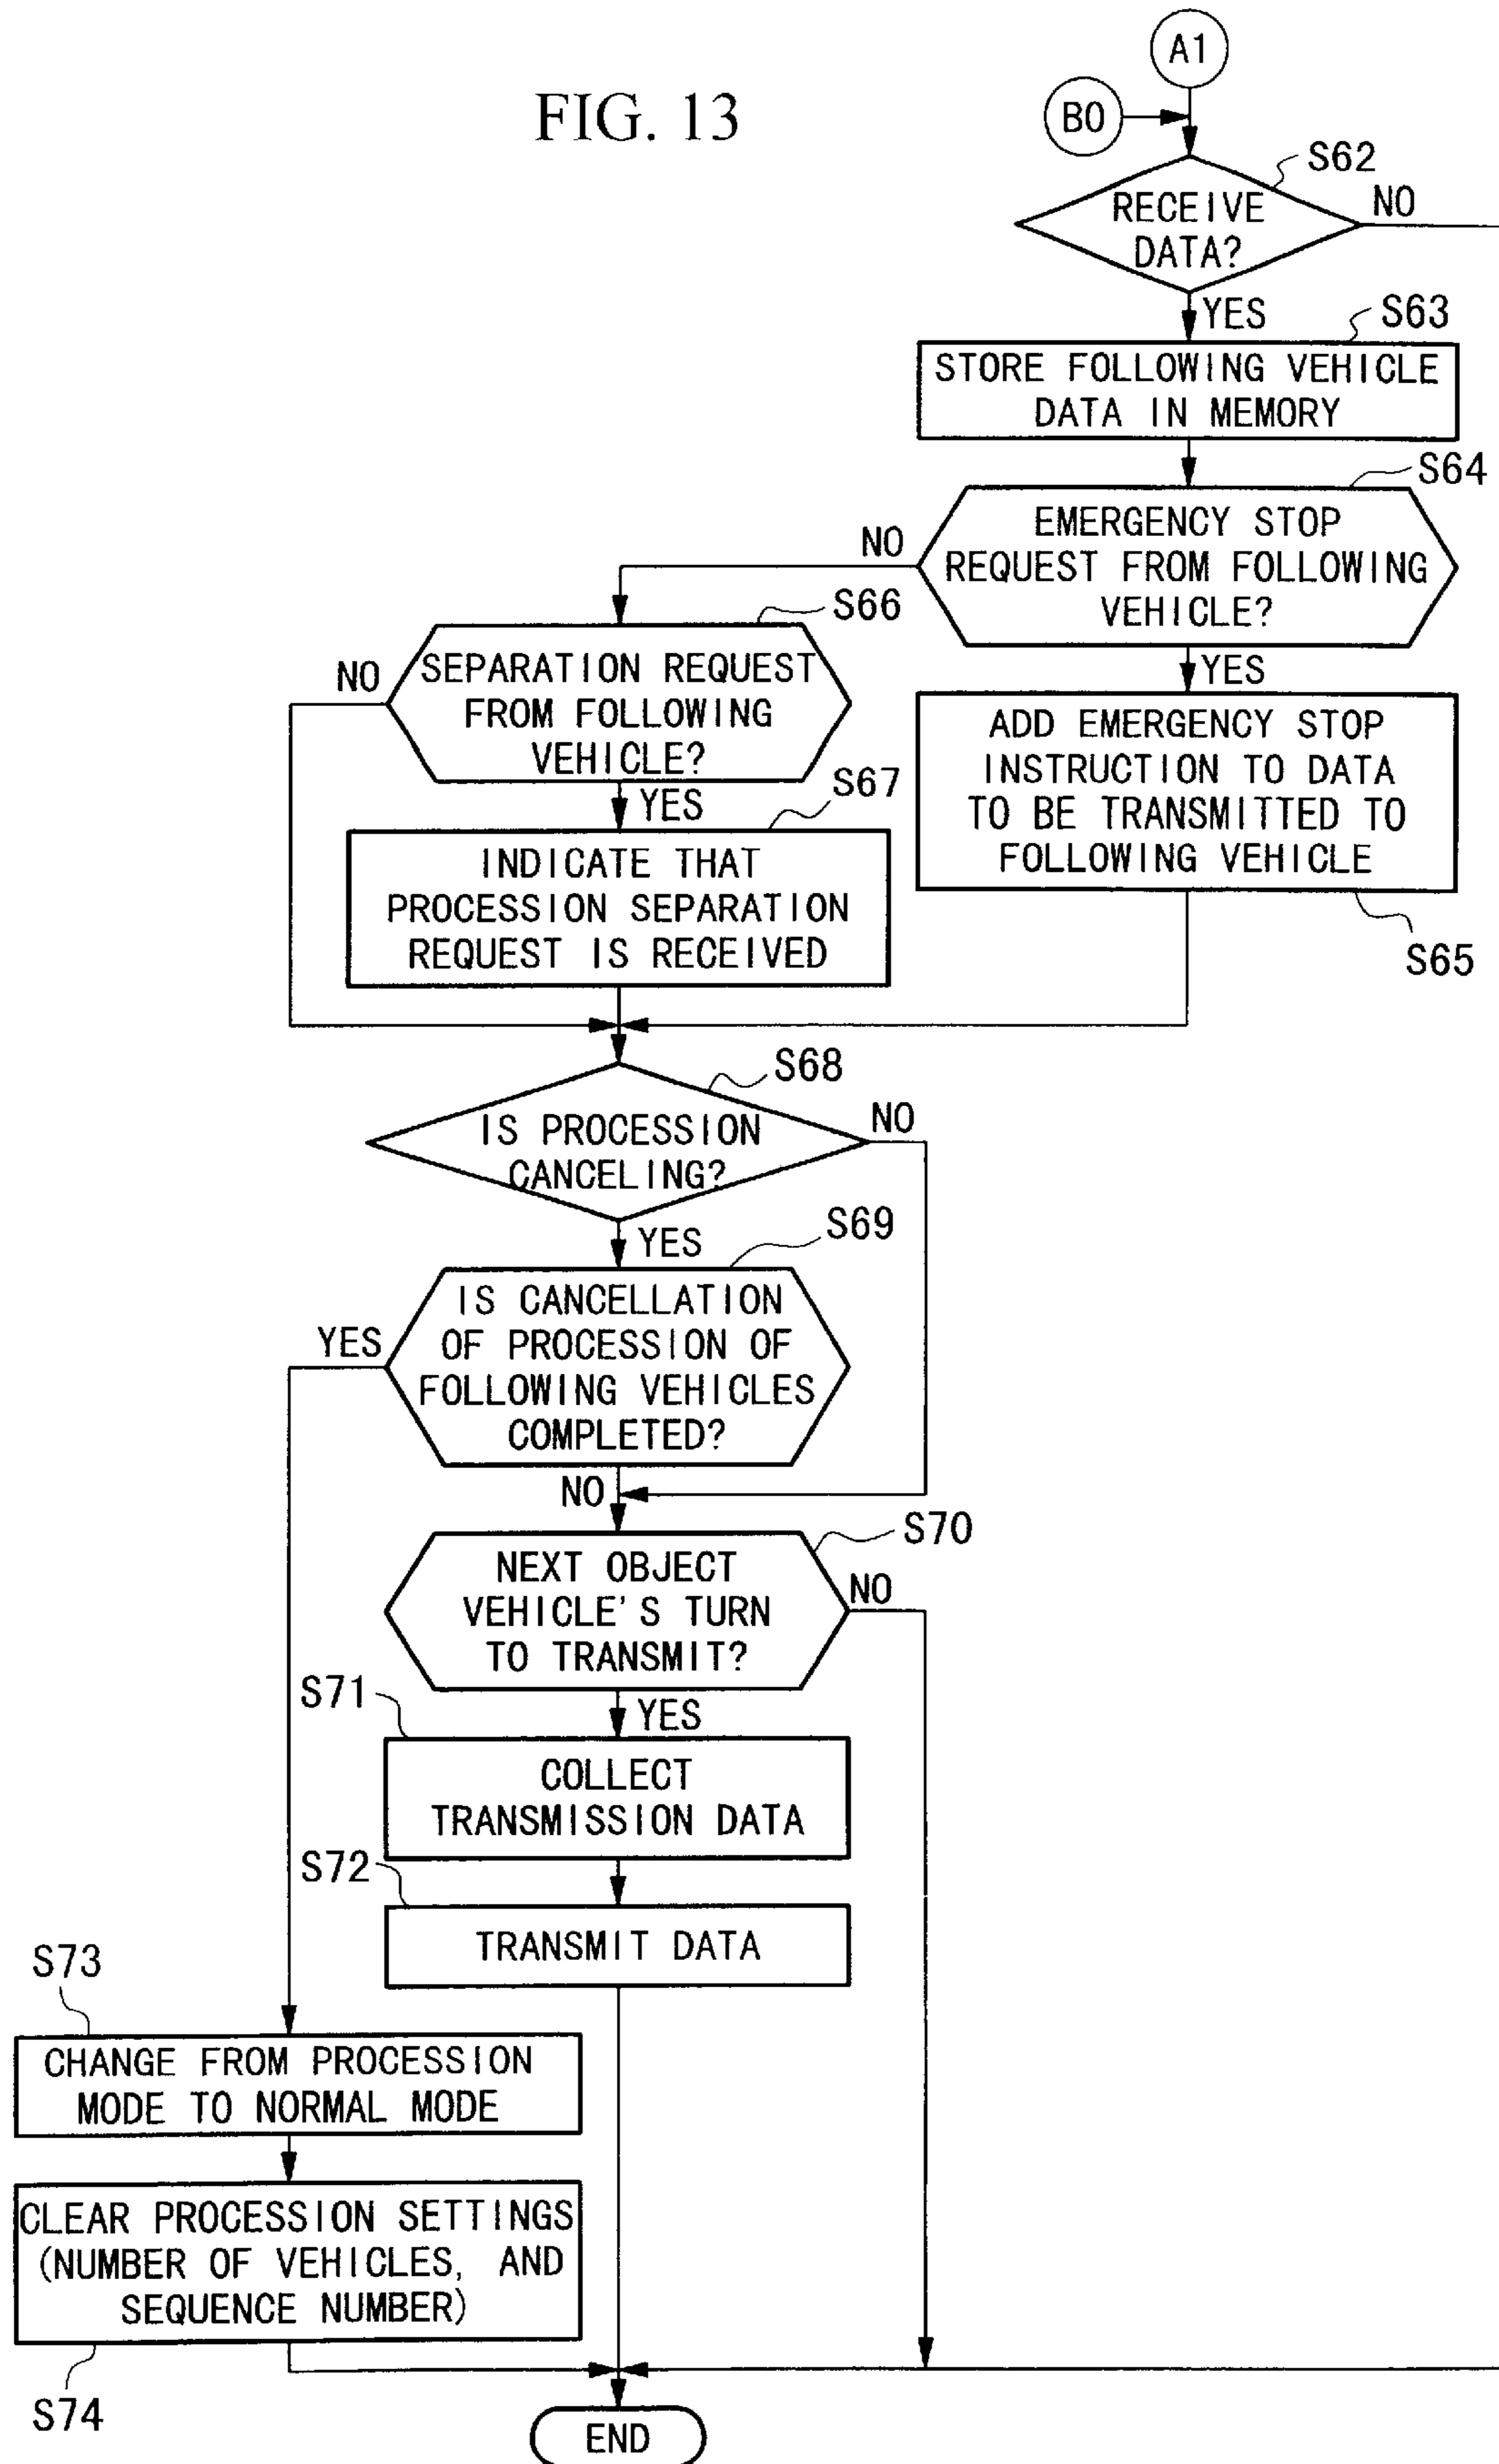 FIG. 13
A1
B0
S62
RECEIVE
DATA?
NO
YES
S63
STORE FOLLOWING VEHICLE
DATA IN MEMORY
S64
EMERGENCY STOP
REQUEST FROM FOLLOWING
VEHICLE?
NO
YES
S66
SEPARATION REQUEST
FROM FOLLOWING
VEHICLE?
NO
YES
S67
INDICATE THAT
PROCESSION SEPARATION
REQUEST IS RECEIVED
ADD EMERGENCY STOP
INSTRUCTION TO DATA
TO BE TRANSMITTED TO
FOLLOWING VEHICLE
S65
S68
IS PROCESSION
CANCELING?
NO
YES
S69
IS CANCELLATION
OF PROCESSION OF
FOLLOWING VEHICLES
COMPLETED?
YES
NO
S70
NEXT OBJECT
VEHICLE'S TURN
TO TRANSMIT?
NO
YES
S71
COLLECT
TRANSMISSION DATA
S72
TRANSMIT DATA
S73
CHANGE FROM PROCESSION
MODE TO NORMAL MODE
CLEAR PROCESSION SETTINGS
(NUMBER OF VEHICLES, AND
SEQUENCE NUMBER)
S74
END